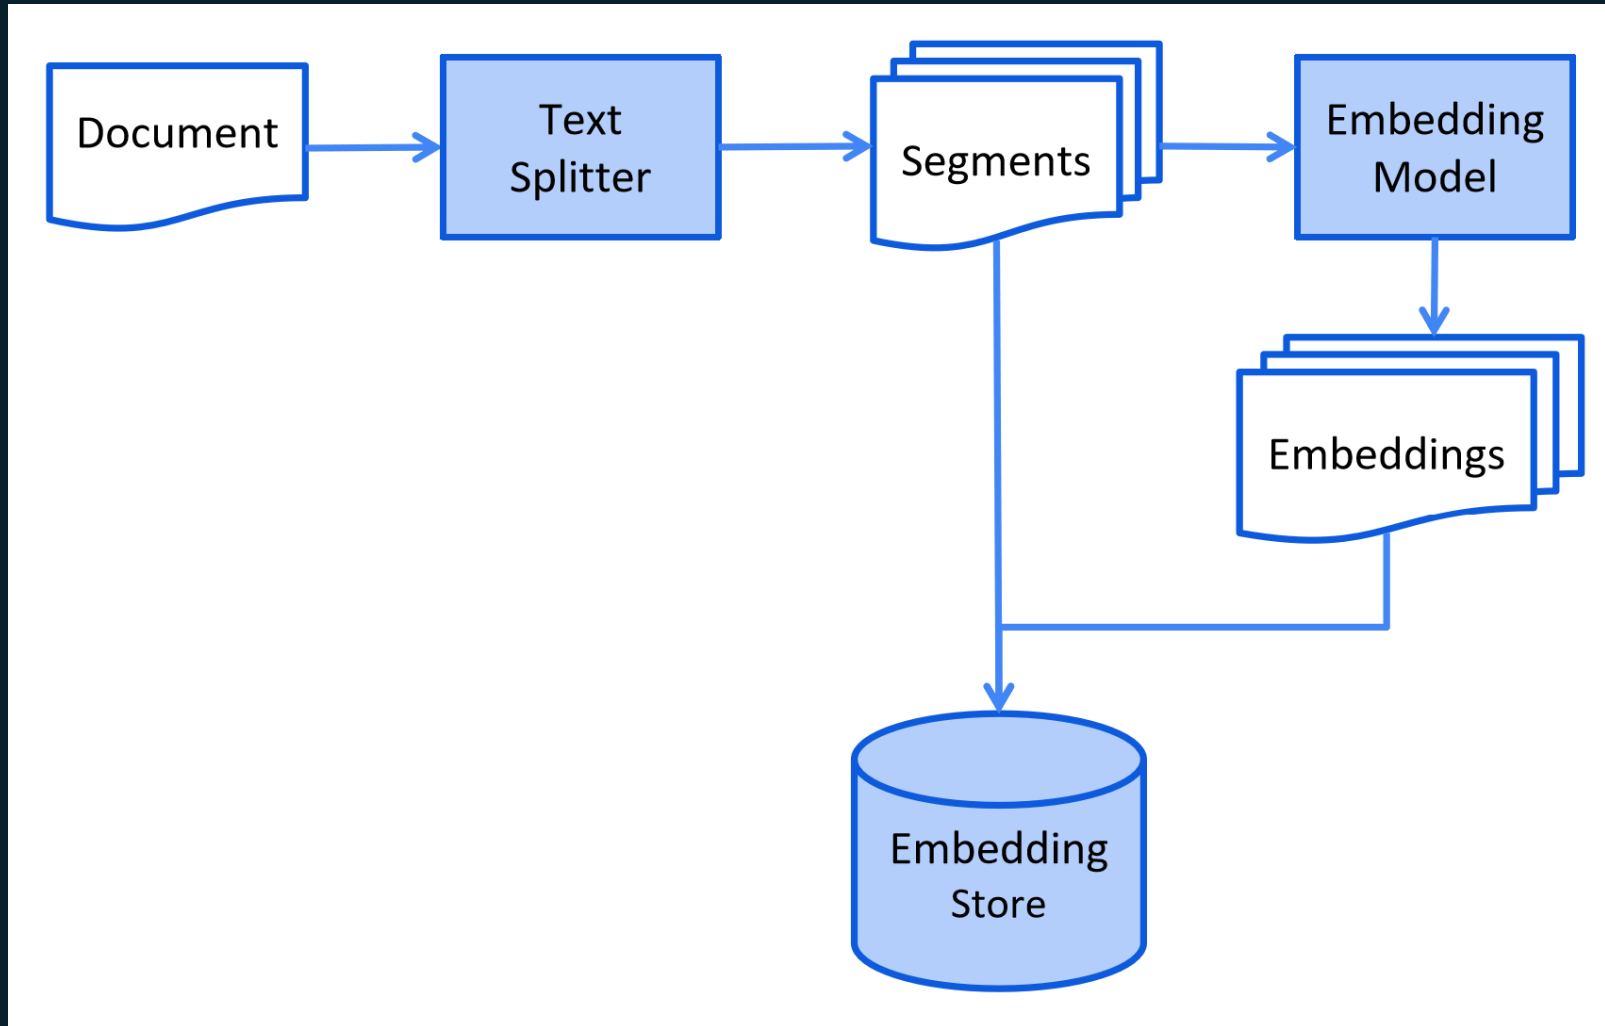 Document
Text
Splitter
Segments
Embedding
Model
Embeddings
Embedding
Store